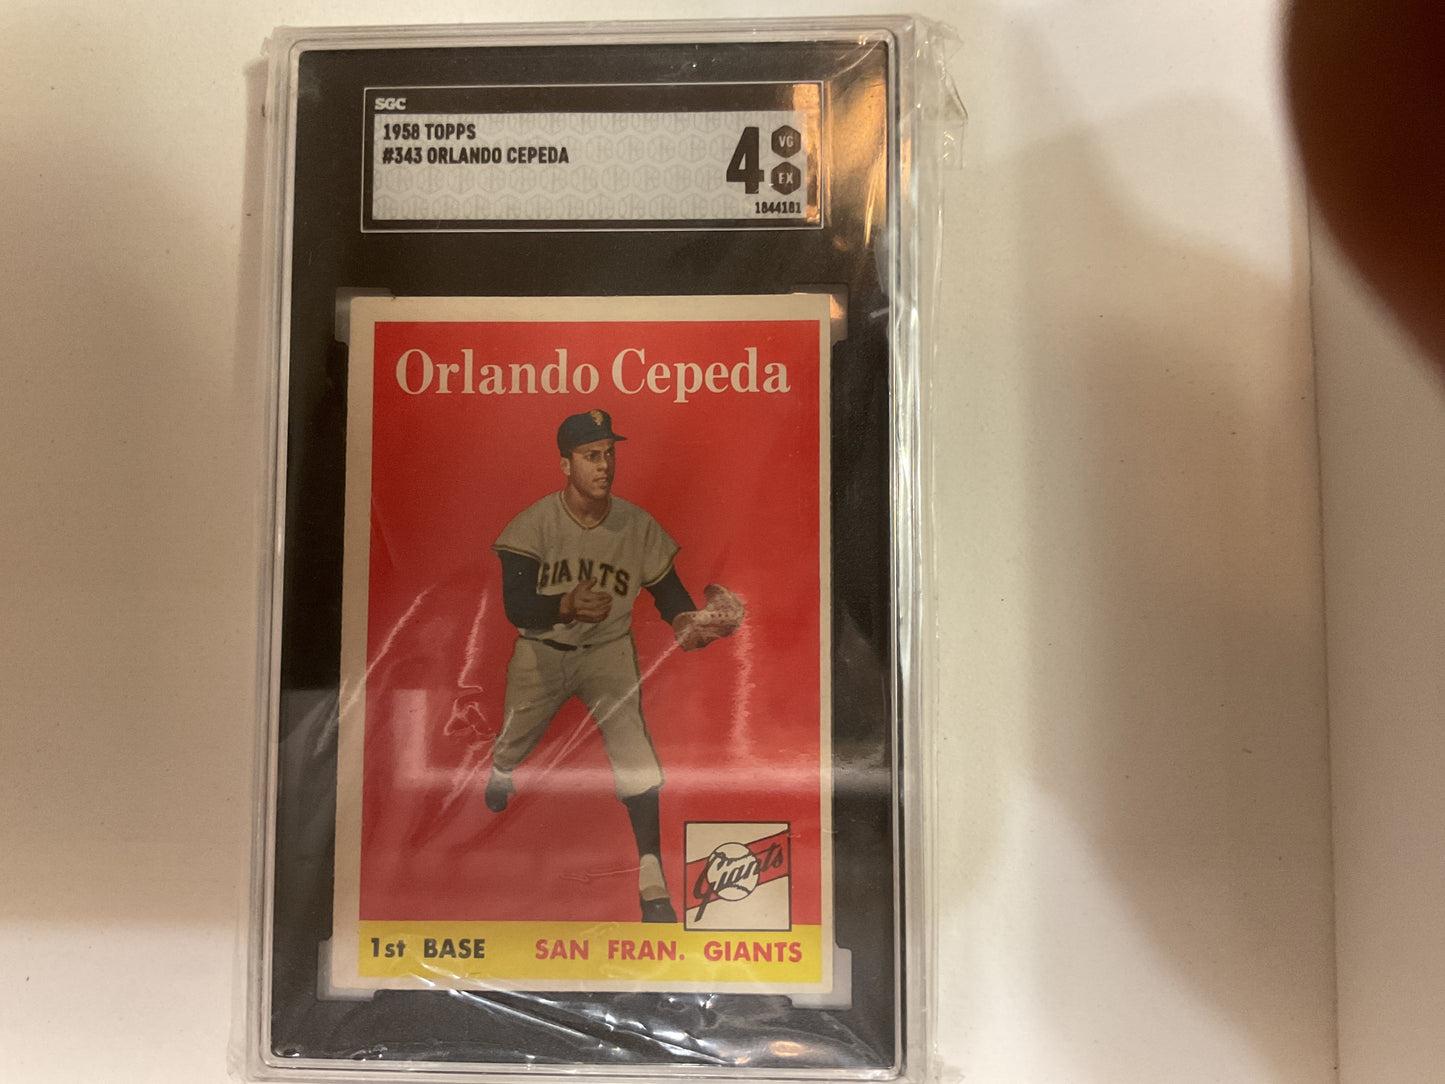 SGC
1958 TOPPS
#343 ORLANDO CEPEDA
4
VG
EX
1844181
Orlando Cepeda
GIANTS
Giants
1st BASE SAN FRAN. GIANTS